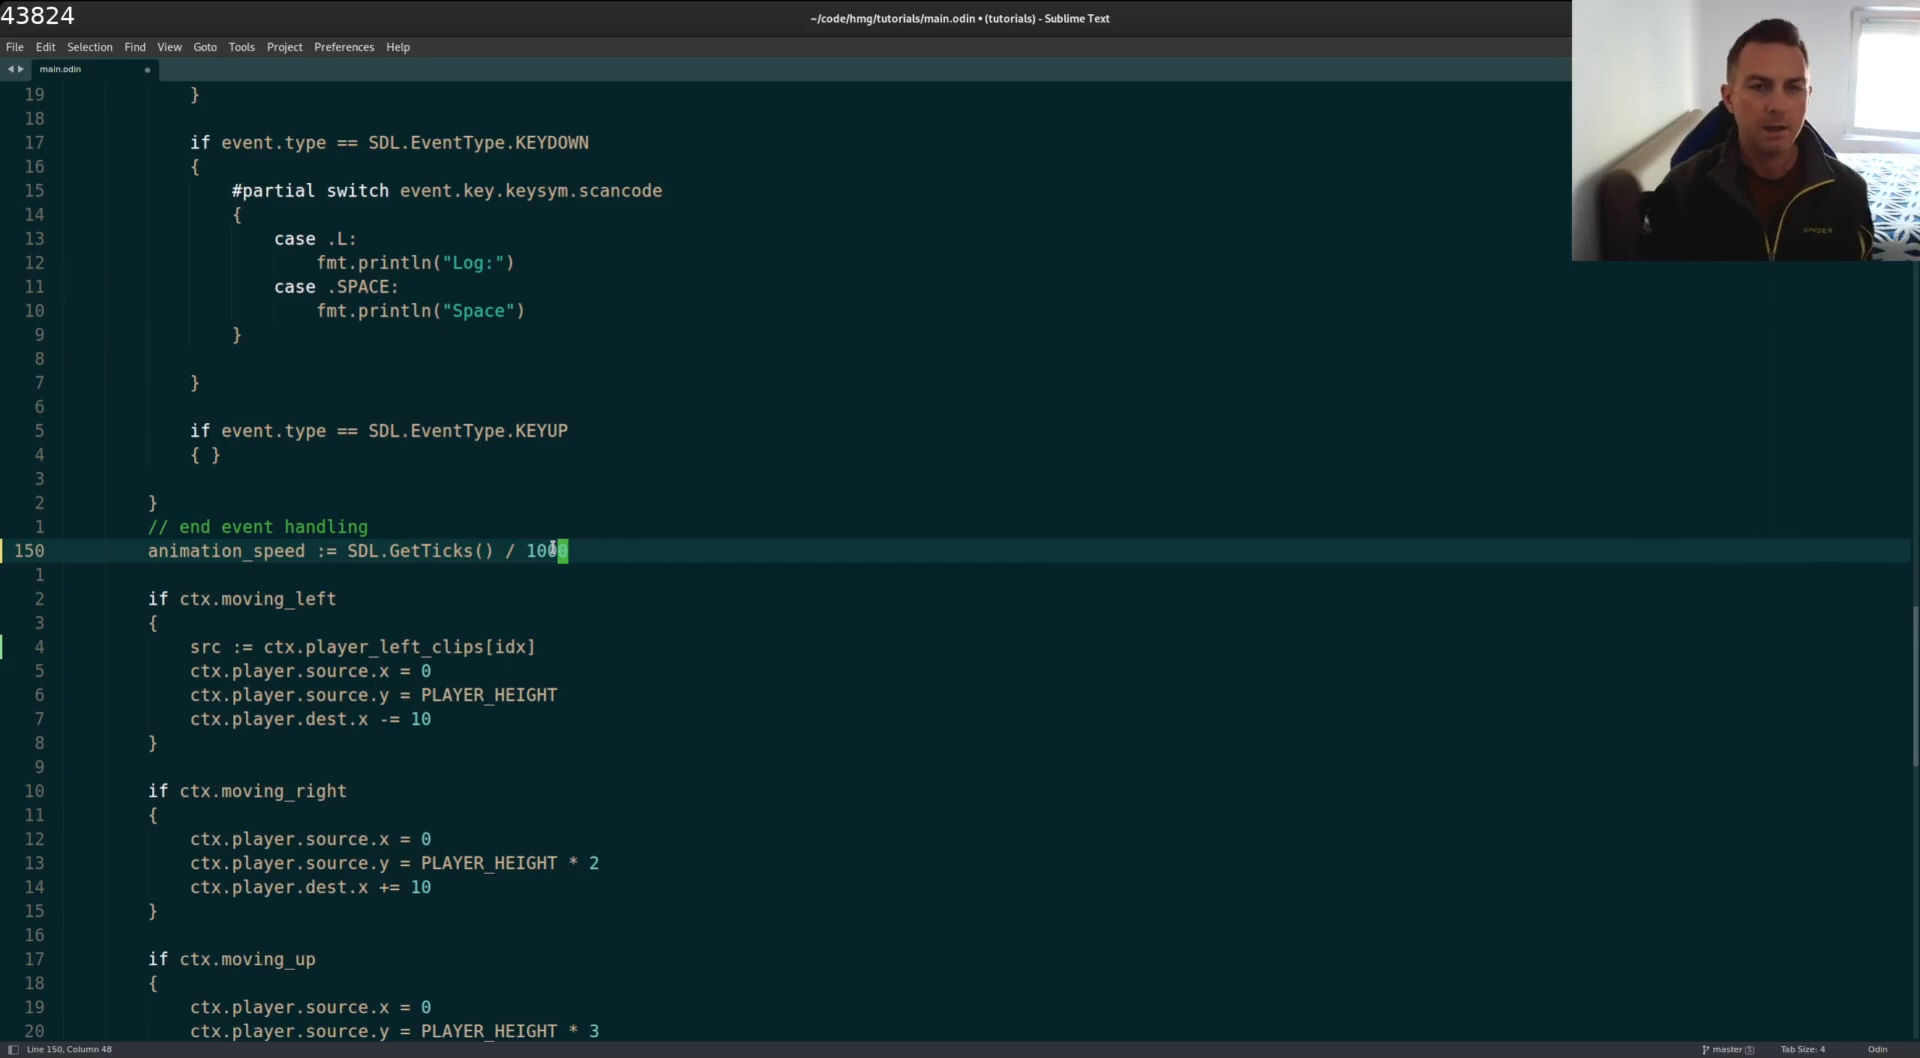 43824
~/code/hmg/tutorials/main.odin • (tutorials) - Sublime Text
File Edit Selection View Find Goto Tools Project Preferences Help
main.odin
19 }
18
17 if event.type == SDL.EventType.KEYDOWN
16 {
15 #partial switch event.key.keysym.scancode
14 {
13 case .L:
12 fmt.println("Log:")
11 case .SPACE:
10 fmt.println("Space")
9 }
8
7 }
6
5 if event.type == SDL.EventType.KEYUP
4 { }
3
2 }
1 // end event handling
150 animation_speed := SDL.GetTicks() / 1000
1
2 if ctx.moving_left
3 {
4 src := ctx.player_left_clips[idx]
5 ctx.player.source.x = 0
6 ctx.player.source.y = PLAYER_HEIGHT
7 ctx.player.dest.x -= 10
8 }
9
10 if ctx.moving_right
11 {
12 ctx.player.source.x = 0
13 ctx.player.source.y = PLAYER_HEIGHT * 2
14 ctx.player.dest.x += 10
15 }
16
17 if ctx.moving_up
18 {
19 ctx.player.source.x = 0
20 ctx.player.source.y = PLAYER_HEIGHT * 3
SPYDER
Line 150, Column 48
master 5 Tab Size: 4 Odin